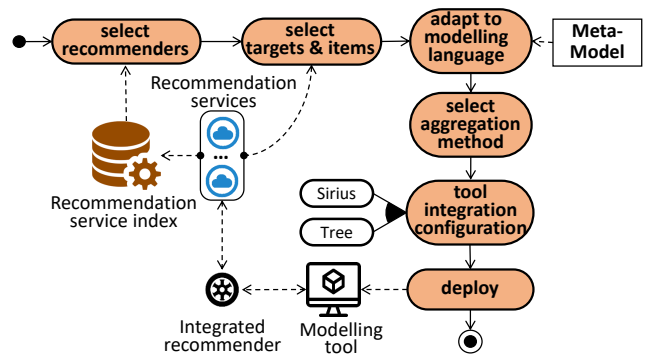 select
recommenders
select
targets & items
adapt to
modelling
language
Meta-
Model
Recommendation
services
...
select
aggregation
method
Recommendation
service index
Sirius
Tree
tool
integration
configuration
deploy
Integrated
recommender
Modelling
tool